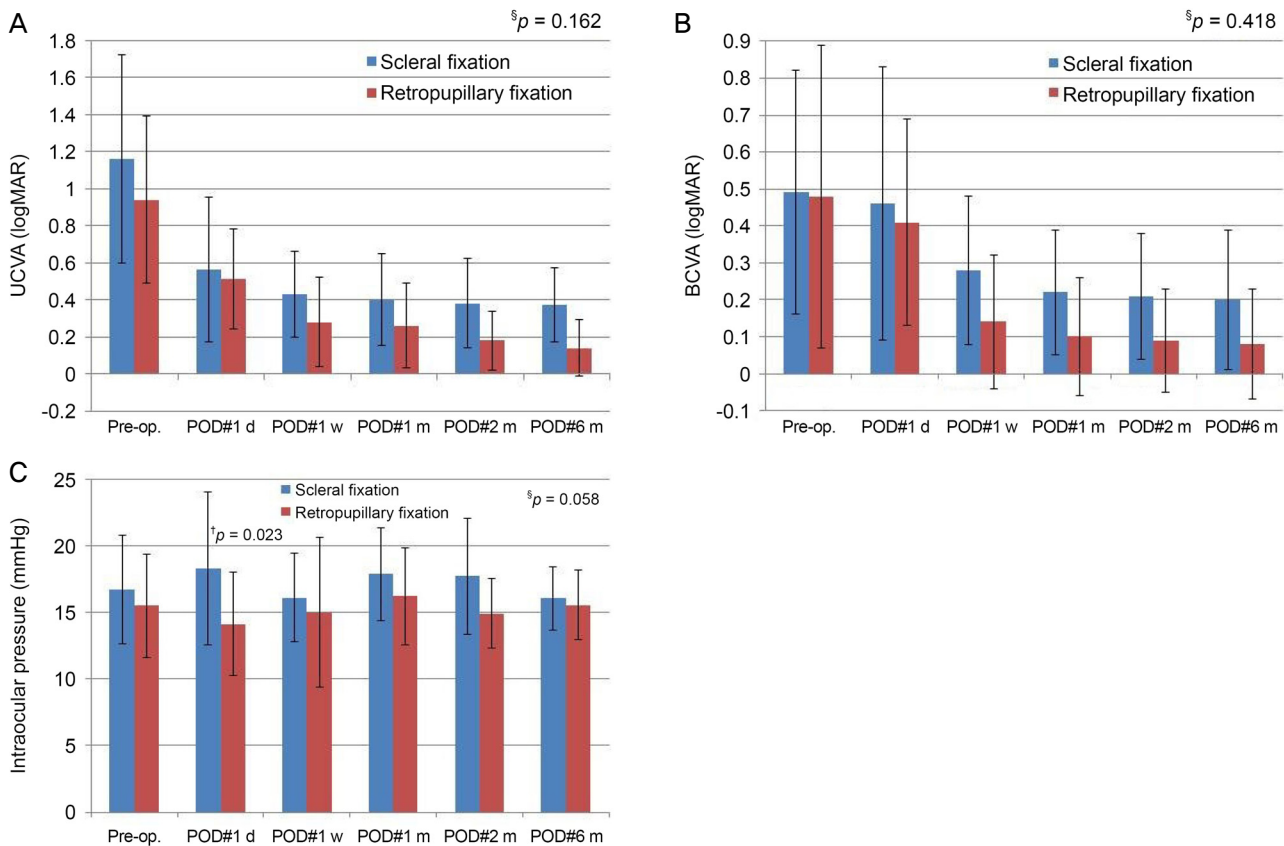 A
§p = 0.162
1.8
1.6
1.4
1.2
1
0.8
0.6
0.4
0.2
0
-0.2
UCVA (logMAR)
Scleral fixation
Retropupillary fixation
Pre-op. POD#1 d POD#1 w POD#1 m POD#2 m POD#6 m
B
§p = 0.418
0.9
0.8
0.7
0.6
0.5
0.4
0.3
0.2
0.1
0
-0.1
BCVA (logMAR)
Scleral fixation
Retropupillary fixation
Pre-op. POD#1 d POD#1 w POD#1 m POD#2 m POD#6 m
C
25
20
15
10
5
0
Intraocular pressure (mmHg)
Scleral fixation
Retropupillary fixation
§p = 0.058
†p = 0.023
Pre-op. POD#1 d POD#1 w POD#1 m POD#2 m POD#6 m